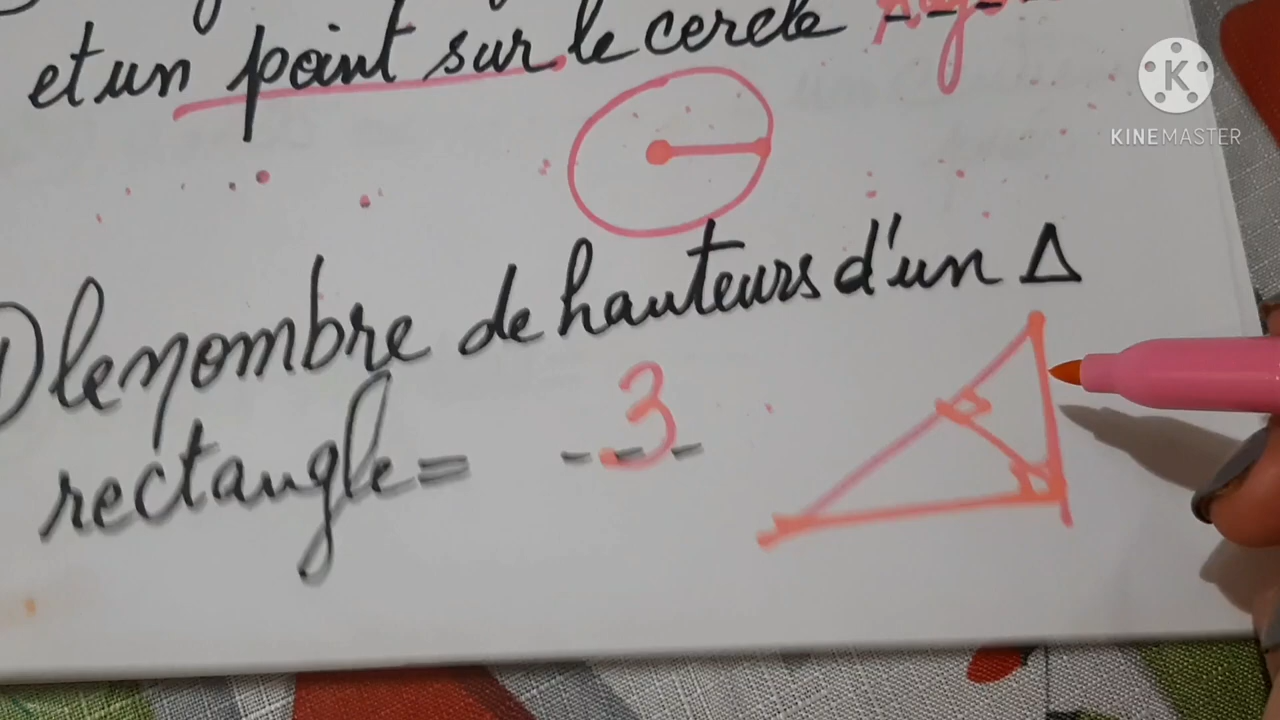 et un point sur le cercle
KINEMASTER
le nombre de hauteurs d'un Δ
rectangle = 3